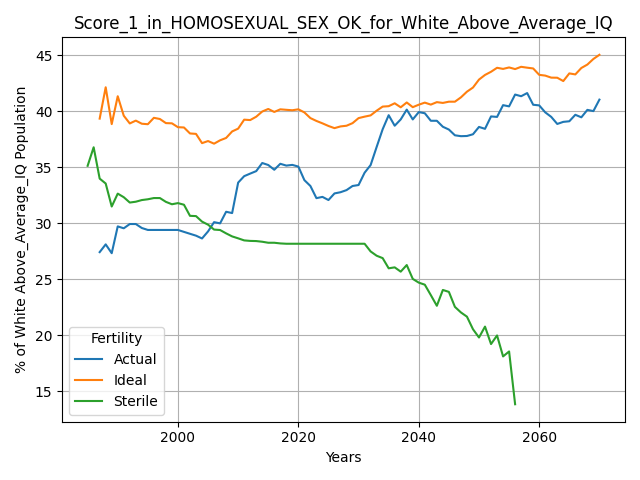 Score_1_in_HOMOSEXUAL_SEX_OK_for_White_Above_Average_IQ
% of White Above_Average_IQ Population
45
40
35
30
25
20
15
Fertility
Actual
Ideal
Sterile
2000
2020
2040
2060
Years